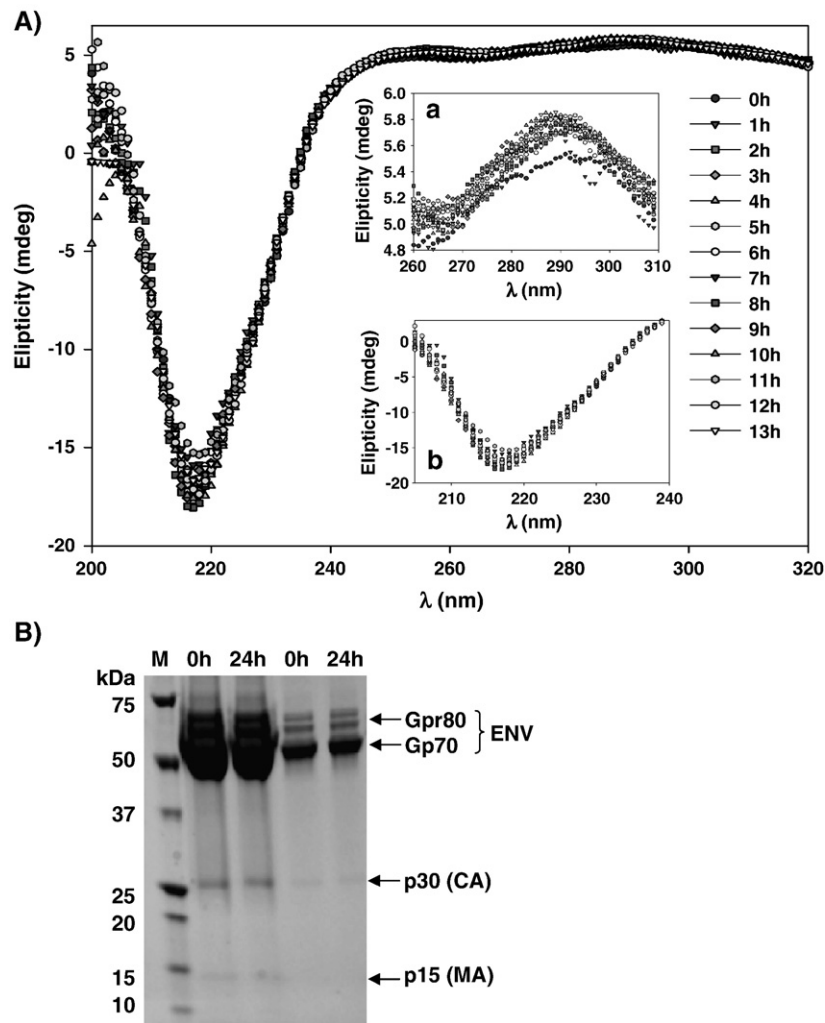 A)
Elipticity (mdeg)
5
0
-5
-10
-15
-20
200 220 240 260 280 300 320
λ (nm)
a
Elipticity (mdeg)
6.0
5.8
5.6
5.4
5.2
5.0
4.8
260 270 280 290 300 310
λ (nm)
b
Elipticity (mdeg)
0
-5
-10
-15
-20
210 220 230 240
λ (nm)
0h
1h
2h
3h
4h
5h
6h
7h
8h
9h
10h
11h
12h
13h
B)
M 0h 24h 0h 24h
kDa
75
50
37
25
20
15
10
Gpr80
Gp70
ENV
p30 (CA)
p15 (MA)